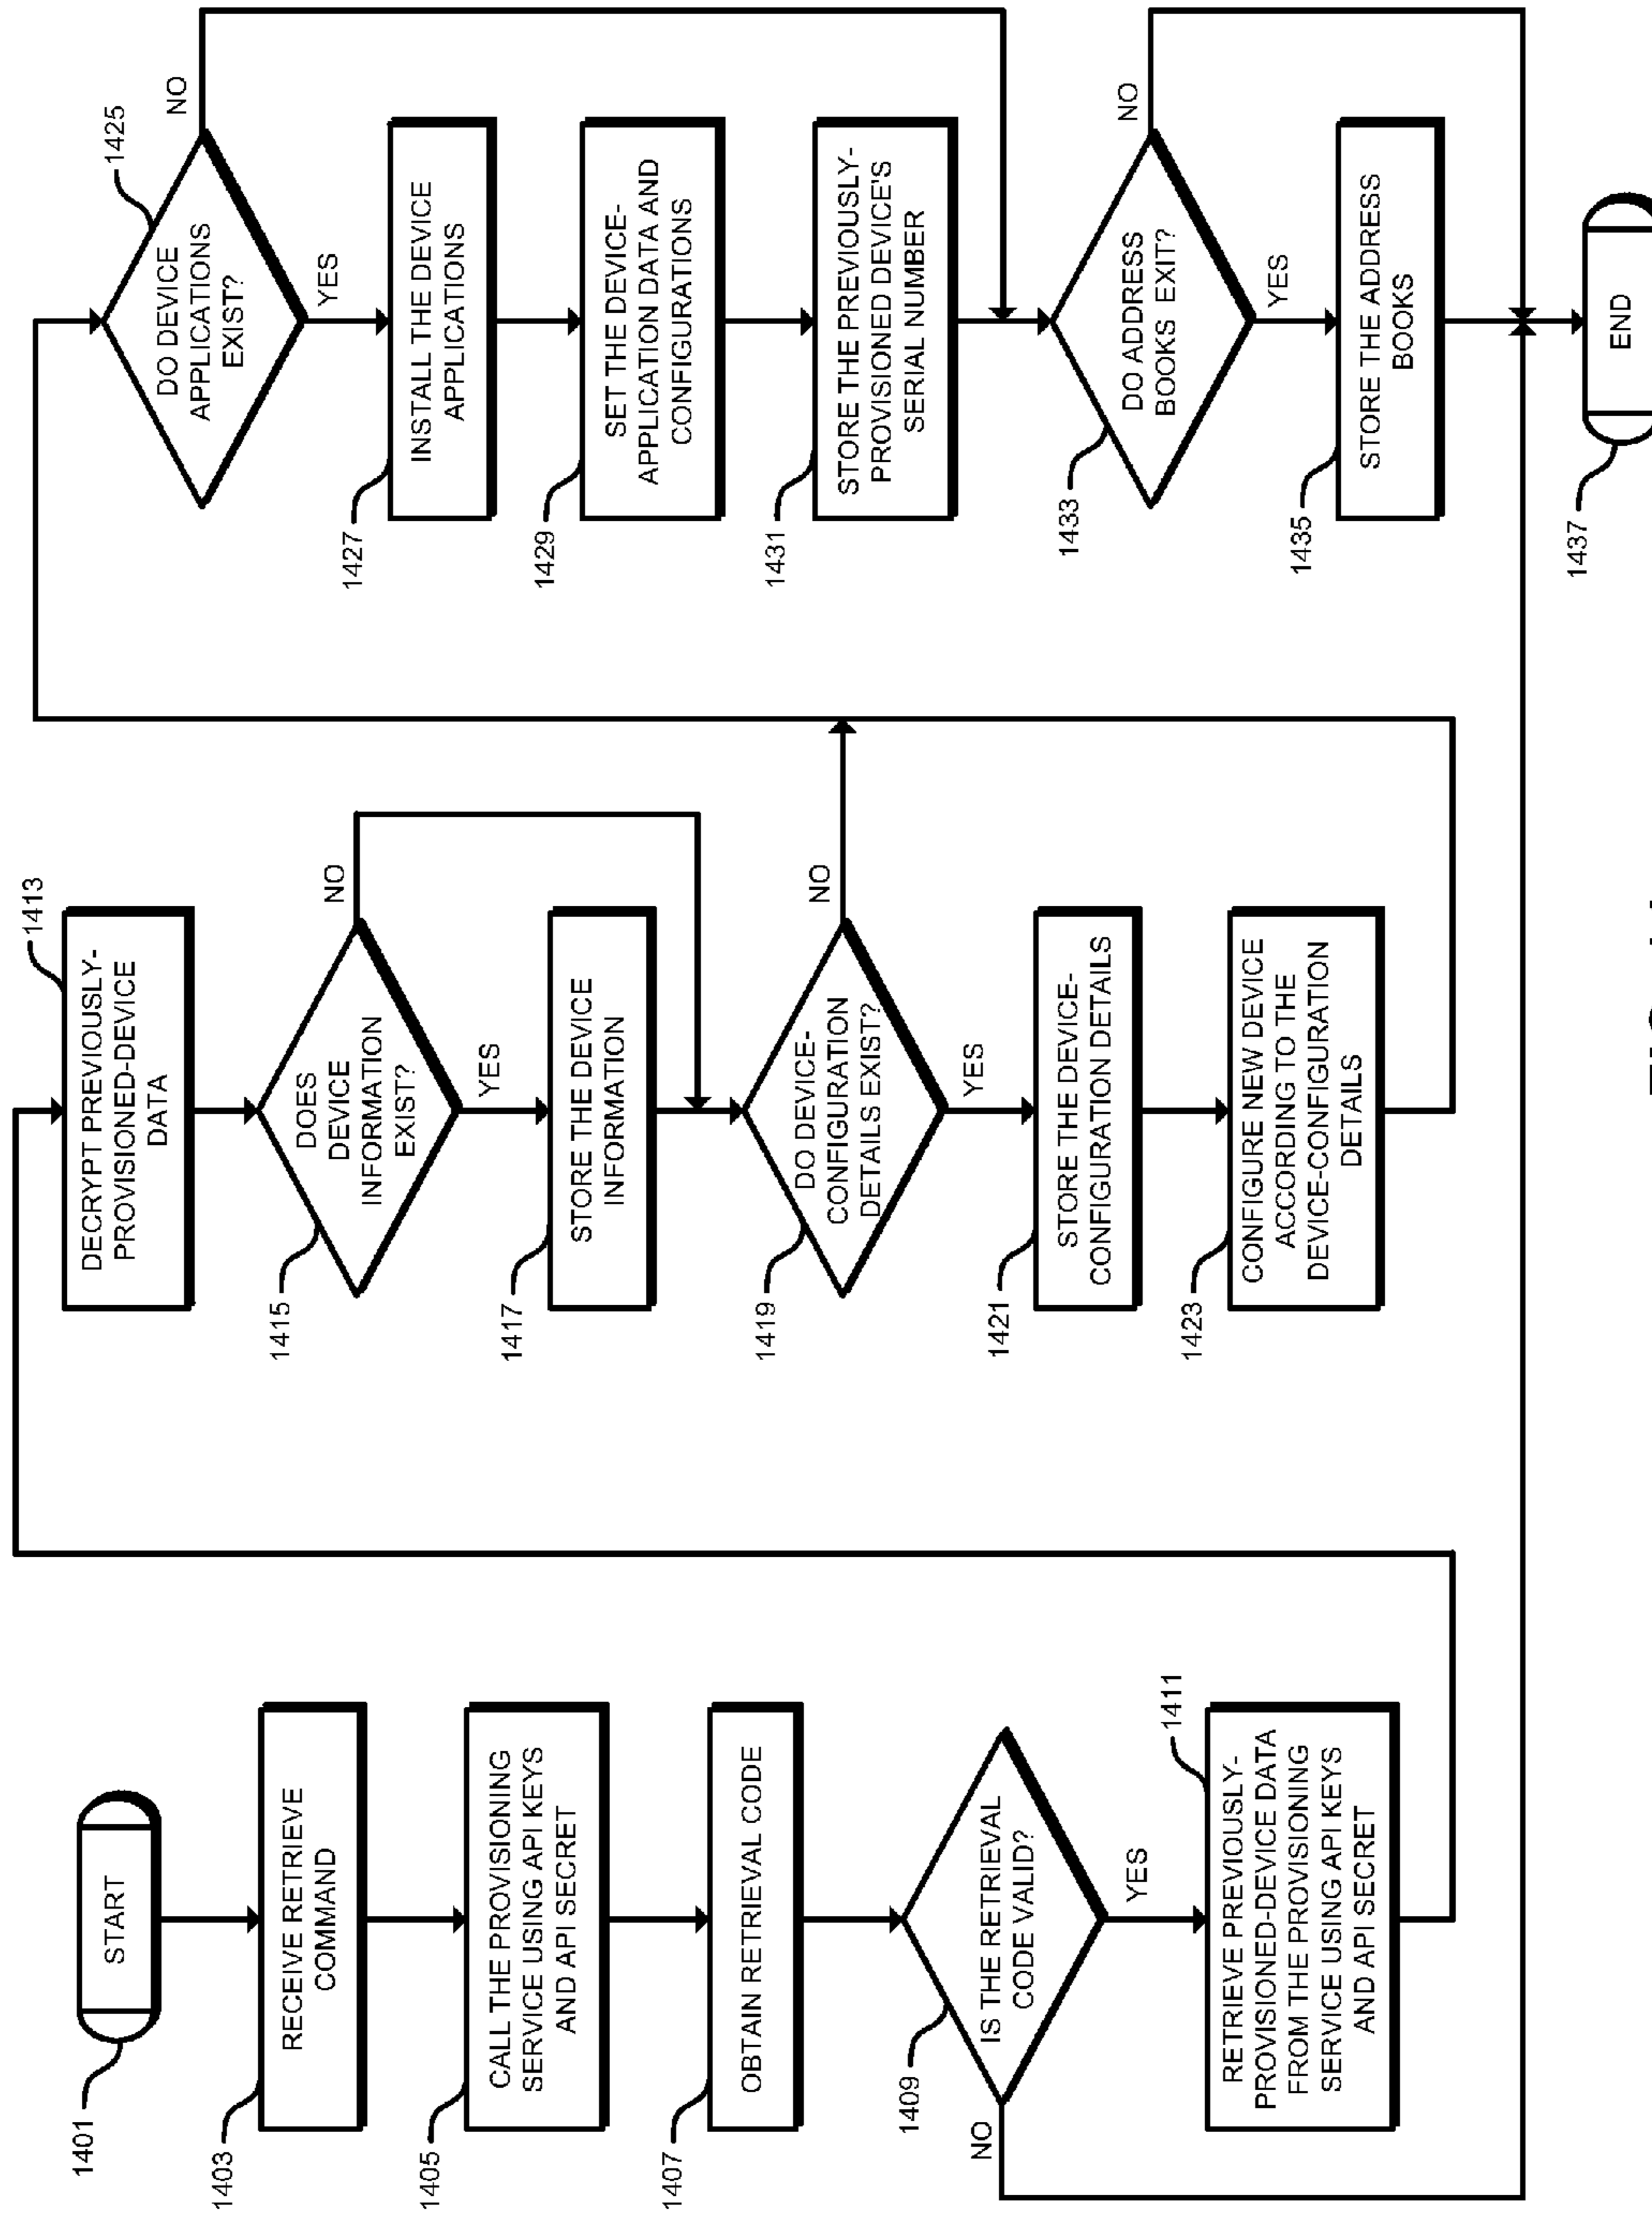 1401
START
1403
RECEIVE RETRIEVE
COMMAND
1405
CALL THE PROVISIONING
SERVICE USING API KEYS
AND API SECRET
1407
OBTAIN RETRIEVAL CODE
1409
IS THE RETRIEVAL
CODE VALID?
NO
YES
1411
RETRIEVE PREVIOUSLY-
PROVISIONED-DEVICE DATA
FROM THE PROVISIONING
SERVICE USING API KEYS
AND API SECRET
1413
DECRYPT PREVIOUSLY-
PROVISIONED-DEVICE
DATA
1415
DOES
DEVICE
INFORMATION
EXIST?
NO
YES
1417
STORE THE DEVICE
INFORMATION
1419
DO DEVICE-
CONFIGURATION
DETAILS EXIST?
NO
YES
1421
STORE THE DEVICE-
CONFIGURATION DETAILS
1423
CONFIGURE NEW DEVICE
ACCORDING TO THE
DEVICE-CONFIGURATION
DETAILS
1425
DO DEVICE
APPLICATIONS
EXIST?
NO
YES
1427
INSTALL THE DEVICE
APPLICATIONS
1429
SET THE DEVICE-
APPLICATION DATA AND
CONFIGURATIONS
1431
STORE THE PREVIOUSLY-
PROVISIONED DEVICE'S
SERIAL NUMBER
1433
DO ADDRESS
BOOKS EXIT?
NO
YES
1435
STORE THE ADDRESS
BOOKS
1437
END